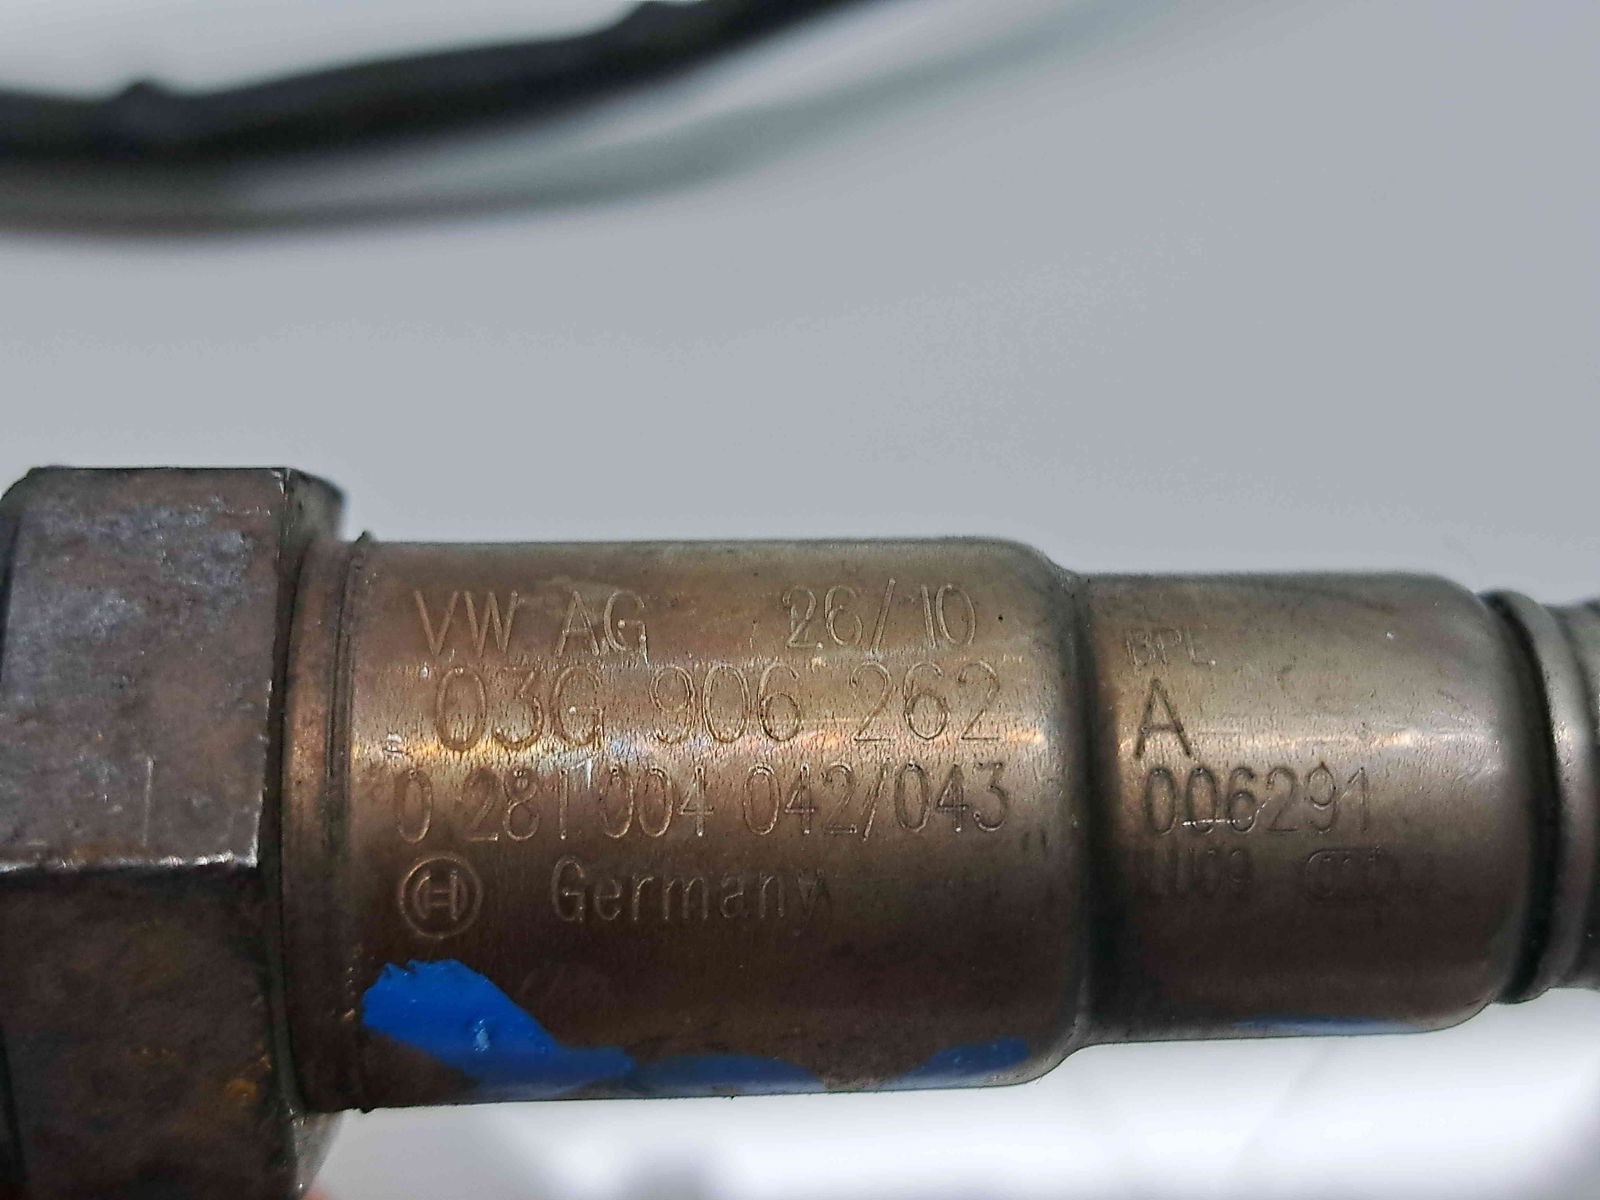 VW AG 26/10
03G 906 262
0 281 004 042/043
Germany
BPL
A
006291